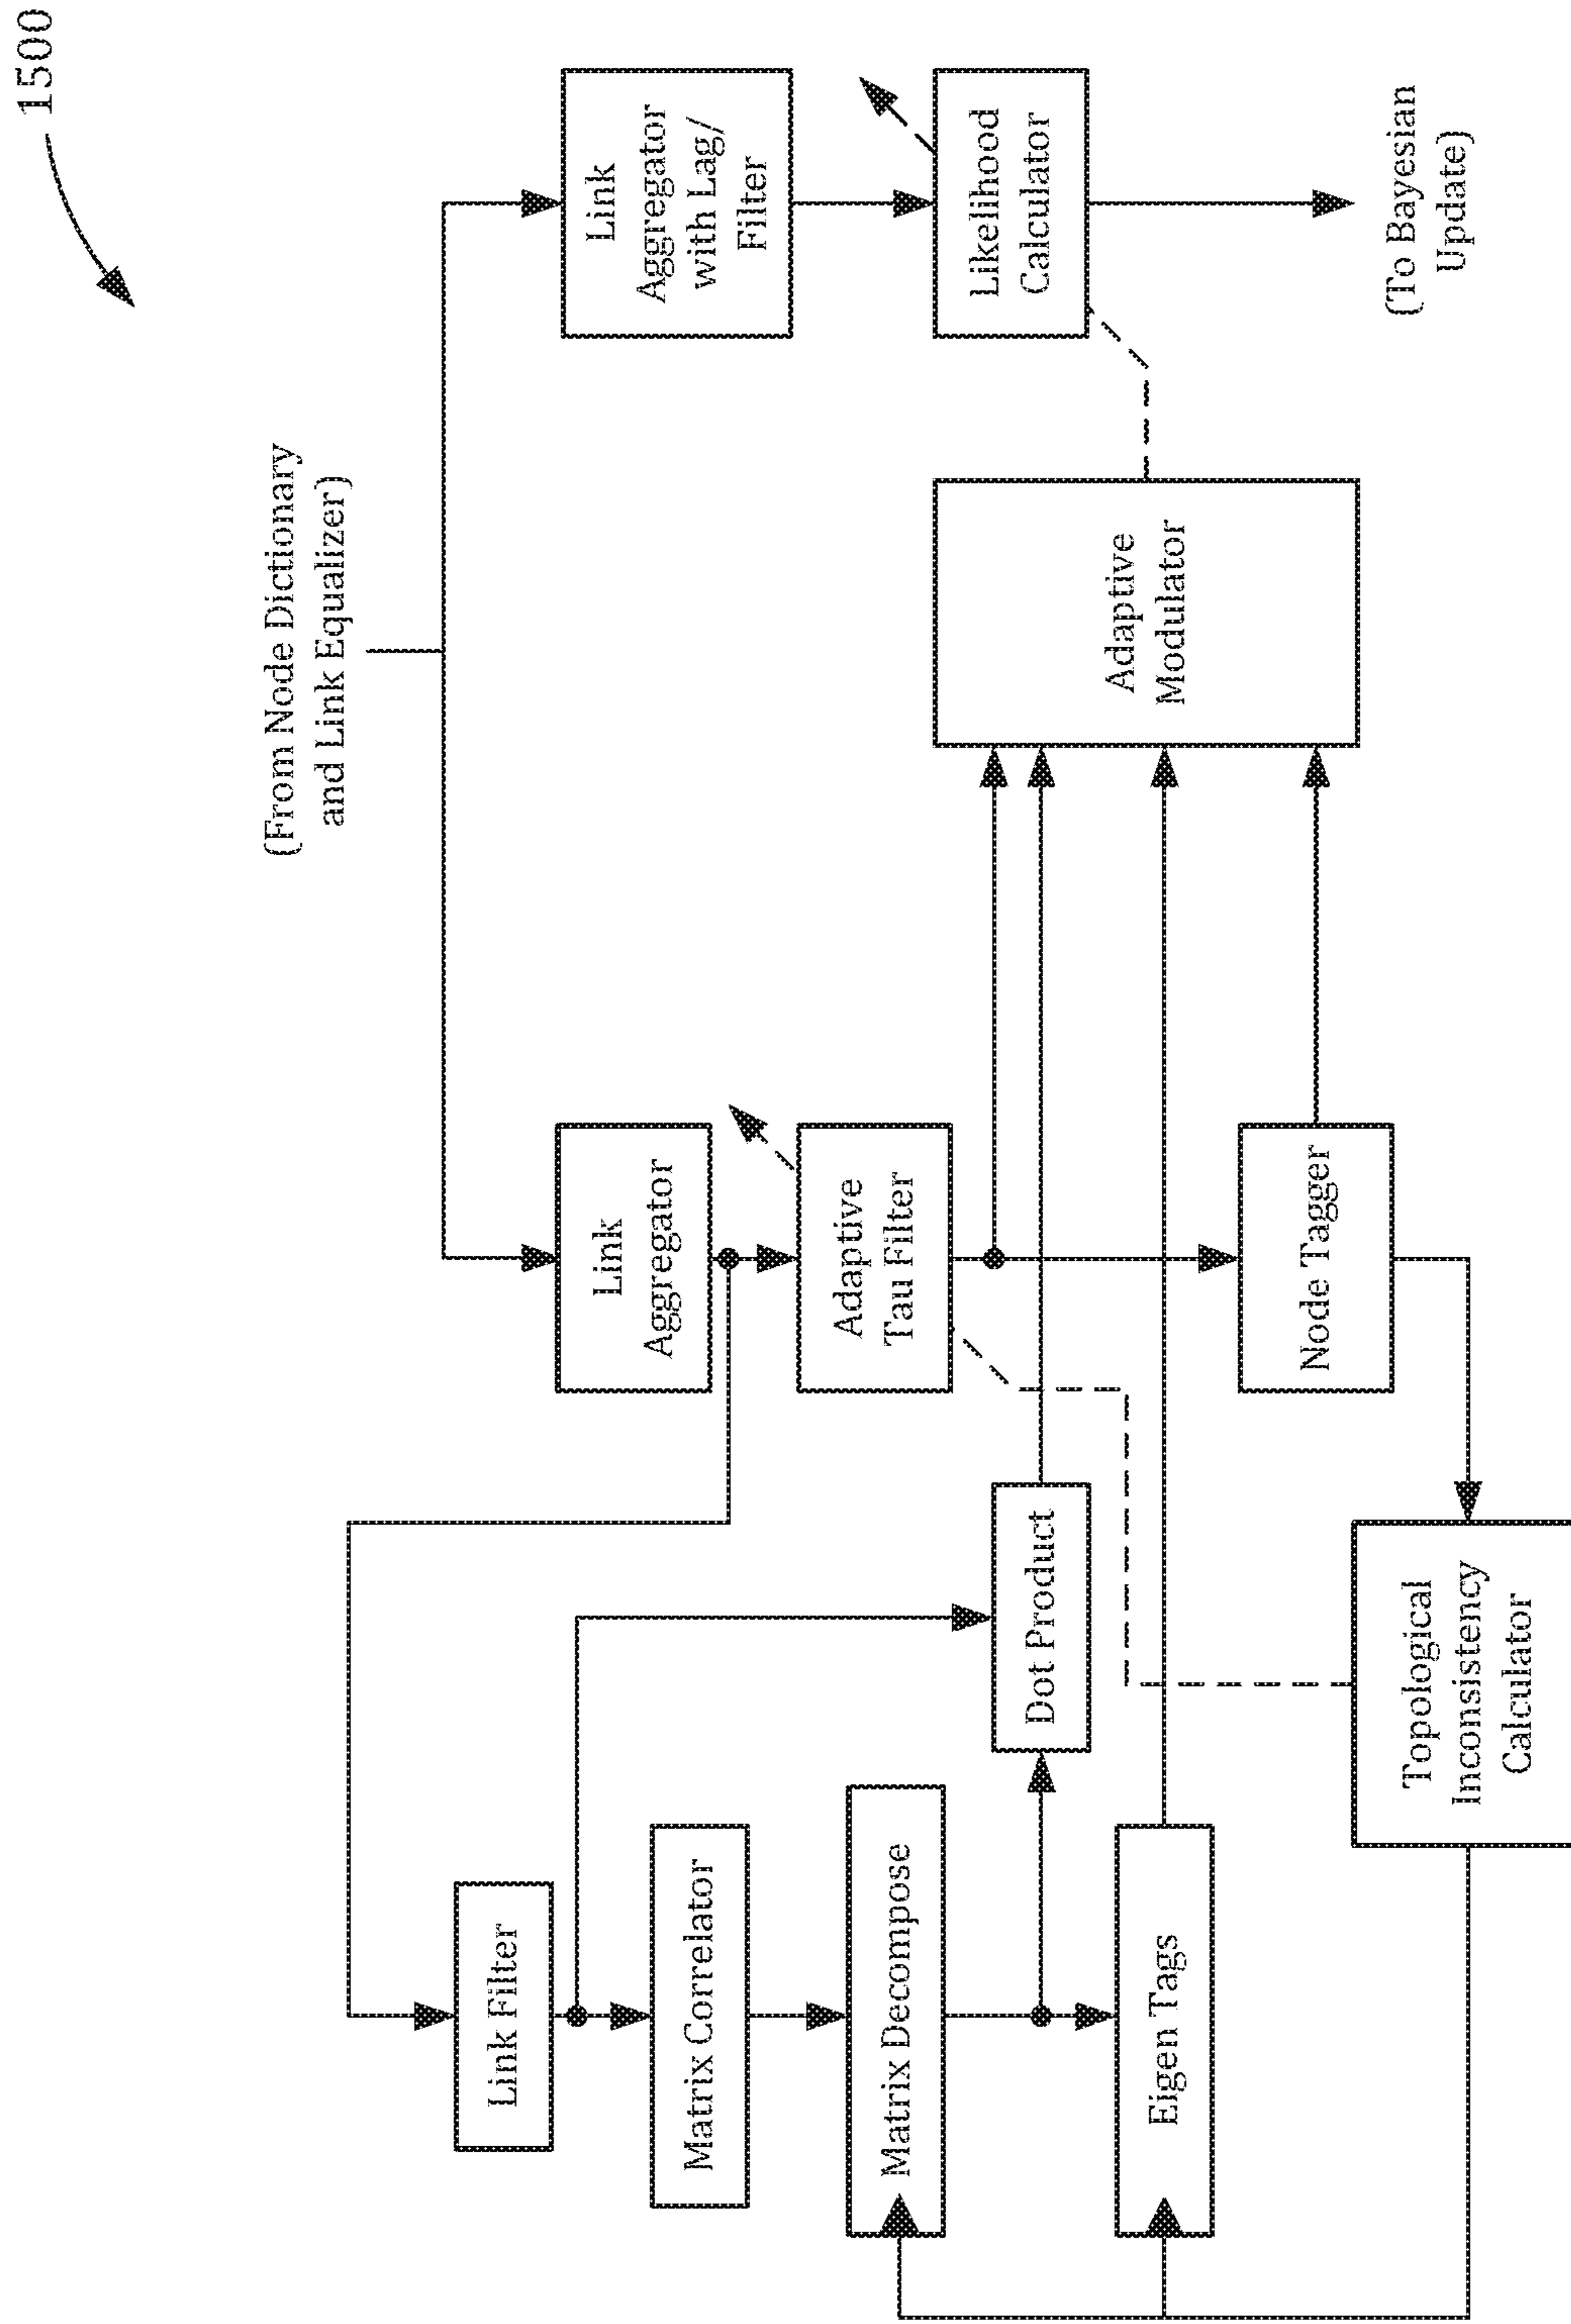 1500
(From Node Dictionary
and Link Equalizer)
Link
Aggregator
with Lag/
Filter
Likelihood
Calculator
(To Bayesian
Update)
Adaptive
Modulator
Link
Aggregator
Adaptive
Tau Filter
Node Tagger
Dot Product
Topological
Inconsistency
Calculator
Link Filter
Matrix Correlator
Matrix Decompose
Eigen Tags